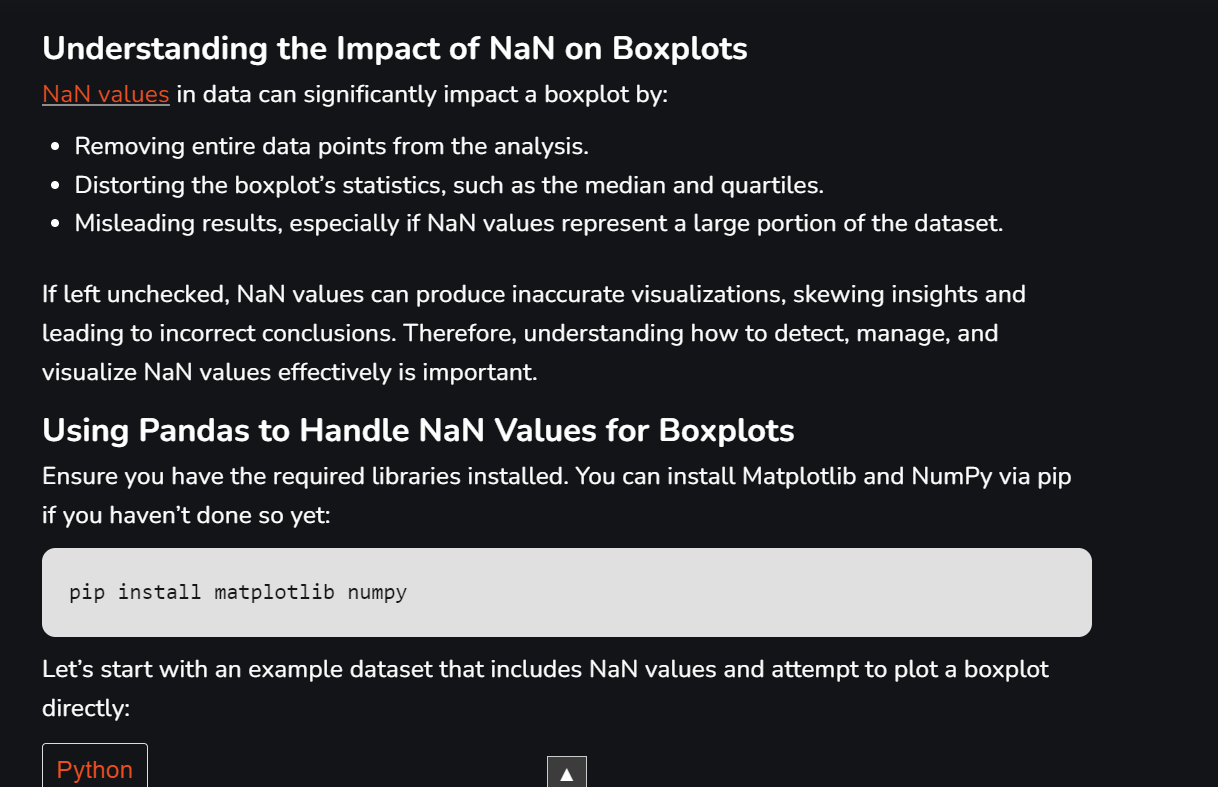 Understanding the Impact of NaN on Boxplots
NaN values in data can significantly impact a boxplot by:
• Removing entire data points from the analysis.
• Distorting the boxplot’s statistics, such as the median and quartiles.
• Misleading results, especially if NaN values represent a large portion of the dataset.
If left unchecked, NaN values can produce inaccurate visualizations, skewing insights and
leading to incorrect conclusions. Therefore, understanding how to detect, manage, and
visualize NaN values effectively is important.
Using Pandas to Handle NaN Values for Boxplots
Ensure you have the required libraries installed. You can install Matplotlib and NumPy via pip
if you haven’t done so yet:
pip install matplotlib numpy
Let’s start with an example dataset that includes NaN values and attempt to plot a boxplot
directly:
Python